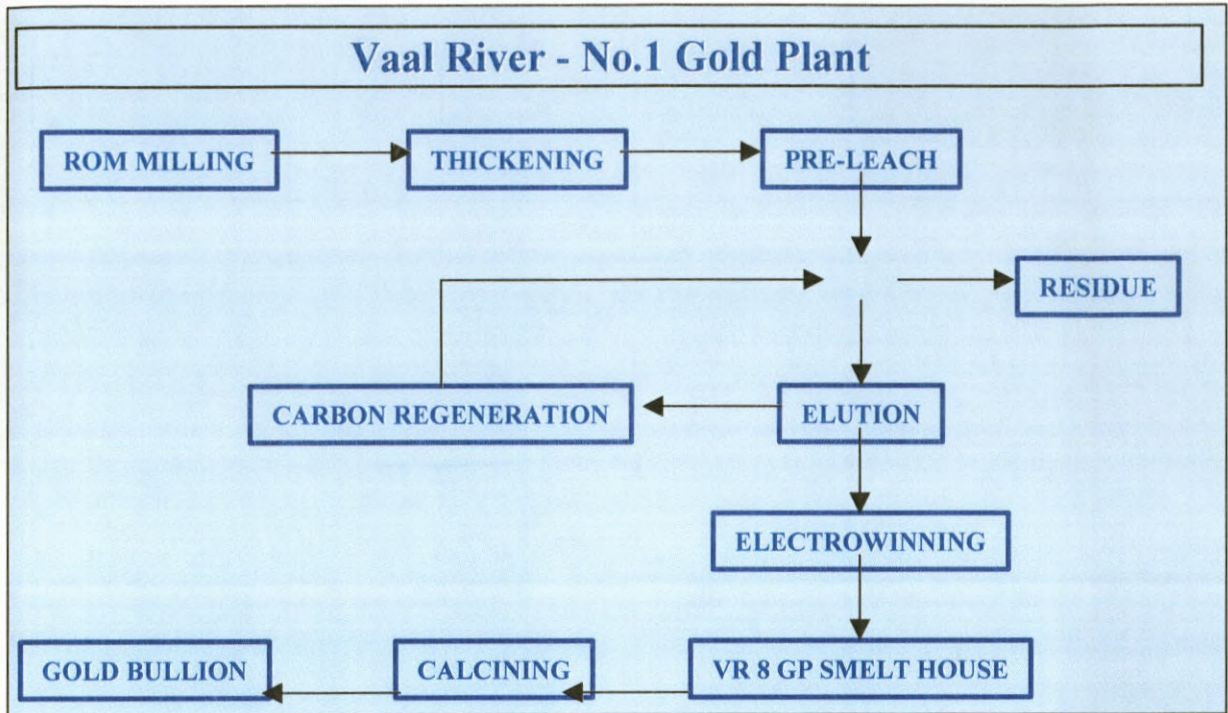 Vaal River - No.1 Gold Plant
ROM MILLING
THICKENING
PRE-LEACH
RESIDUE
CARBON REGENERATION
ELUTION
ELECTROWINNING
GOLD BULLION
CALCINING
VR 8 GP SMELT HOUSE